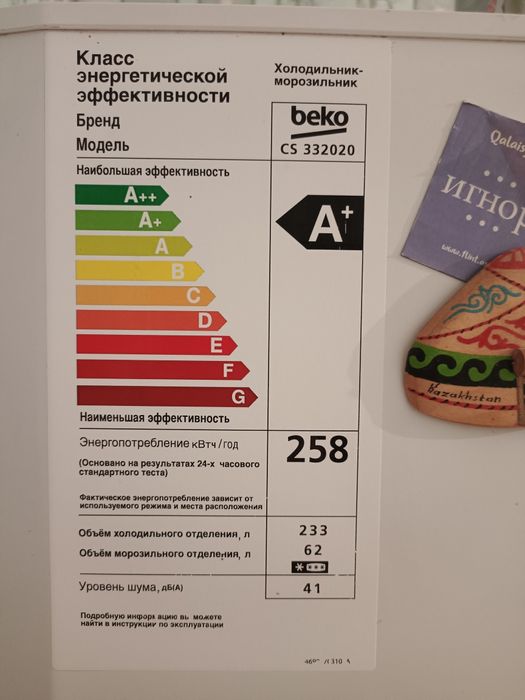 Класс
энергетической
эффективности
Холодильник-
морозильник
Бренд
beko
Модель
CS 332020
Наибольшая эффективность
A++
A+
A
B
C
D
E
F
G
A+
Наименьшая эффективность
Энергопотребление кВтч/год
258
(Основано на результатах 24-х часового
стандартного теста)
Фактическое энергопотребление зависит от
используемого режима и места расположения
Объём холодильного отделения, л
233
Объём морозильного отделения, л
62
Уровень шума, дБ(А)
41
Подробную информацию вы можете
найти в инструкции по эксплуатации
Qalais
ИГНОР
www.flint.
Kazakhstan